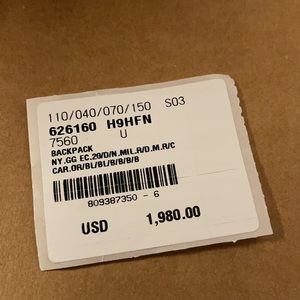 110/040/070/150 S03
626160 H9HFN
7560 U
BACKPACK
NY.GG EC.20/D/N.MIL.R/D.M.R/C
CAR.OR/BL/BL/B/B/B/B
809387350 - 6
USD 1,980.00